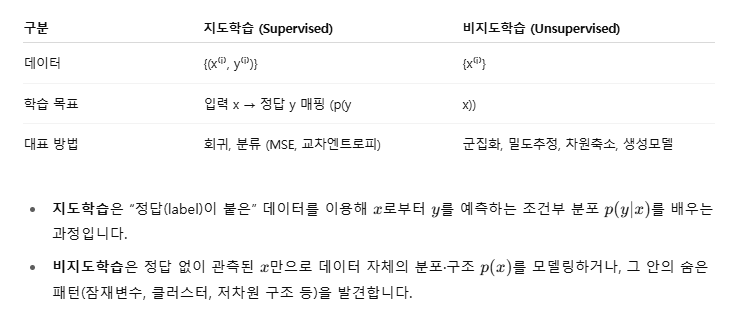 구분 지도학습 (Supervised) 비지도학습 (Unsupervised)
데이터 {(x⁽ⁱ⁾, y⁽ⁱ⁾)} {x⁽ⁱ⁾}
학습 목표 입력 x → 정답 y 매핑 (p(y x))
대표 방법 회귀, 분류 (MSE, 교차엔트로피) 군집화, 밀도추정, 차원축소, 생성모델
• 지도학습은 “정답(label)이 붙은” 데이터를 이용해 x로부터 y를 예측하는 조건부 분포 p(y|x)를 배우는
과정입니다.
• 비지도학습은 정답 없이 관측된 x만으로 데이터 자체의 분포·구조 p(x)를 모델링하거나, 그 안의 숨은
패턴(잠재변수, 클러스터, 저차원 구조 등)을 발견합니다.